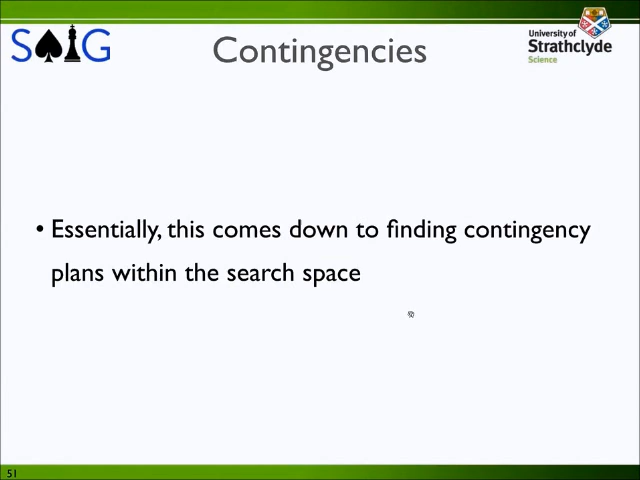 S G
Contingencies
University of
Strathclyde
Science
• Essentially, this comes down to finding contingency
plans within the search space
51